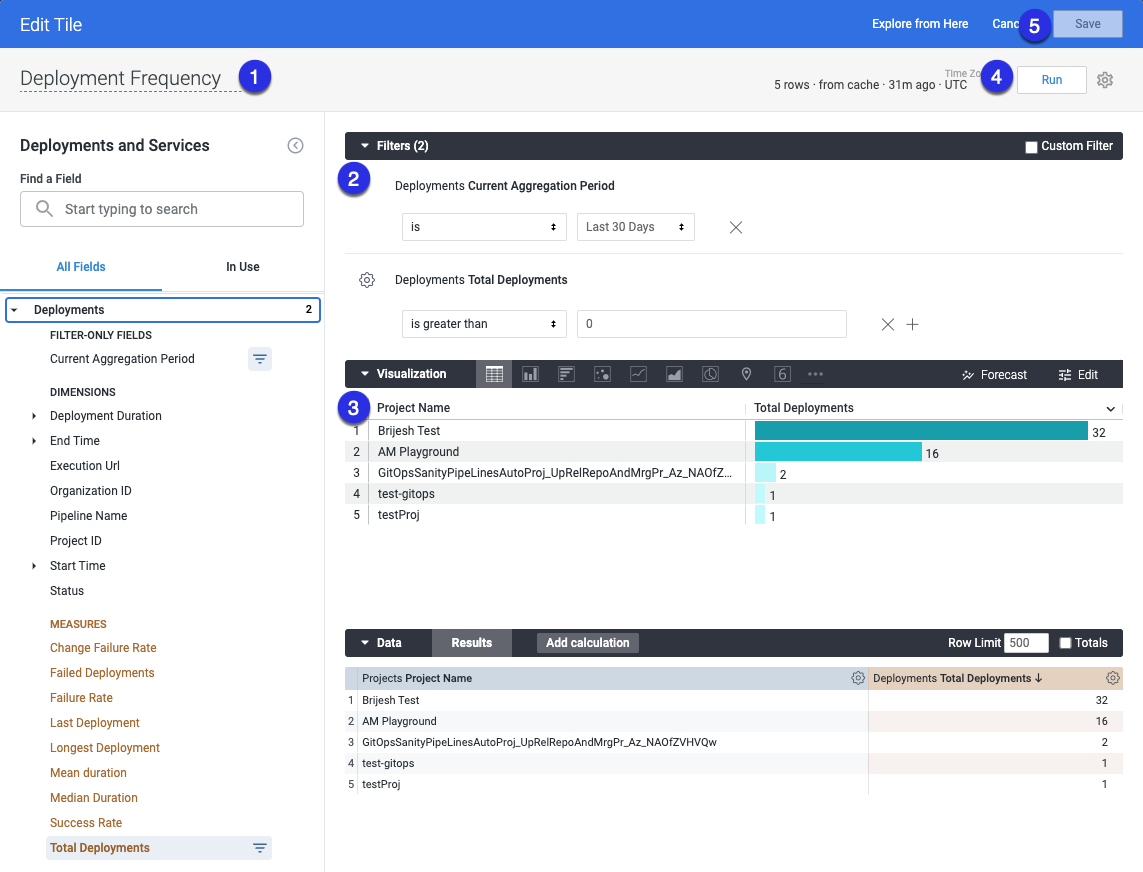 Edit Tile
Explore from Here
Canc
5
Save
Deployment Frequency
1
5 rows · from cache · 31m ago ·
Time Zo
UTC
4
Run
Deployments and Services
Find a Field
Start typing to search
All Fields
In Use
Deployments 2
FILTER-ONLY FIELDS
Current Aggregation Period
DIMENSIONS
Deployment Duration
End Time
Execution Url
Organization ID
Pipeline Name
Project ID
Start Time
Status
MEASURES
Change Failure Rate
Failed Deployments
Failure Rate
Last Deployment
Longest Deployment
Mean duration
Median Duration
Success Rate
Total Deployments
Filters (2)
Custom Filter
2
Deployments Current Aggregation Period
is
Last 30 Days
Deployments Total Deployments
is greater than
0
Visualization
6
Forecast
Edit
3
Project Name
Total Deployments
1 Brijesh Test 32
2 AM Playground 16
3 GitOpsSanityPipeLinesAutoProj_UpRelRepoAndMrgPr_Az_NAOfZ... 2
4 test-gitops 1
5 testProj 1
Data
Results
Add calculation
Row Limit 500
Totals
Projects Project Name
Deployments Total Deployments ↓
1 Brijesh Test 32
2 AM Playground 16
3 GitOpsSanityPipeLinesAutoProj_UpRelRepoAndMrgPr_Az_NAOfZVHVQw 2
4 test-gitops 1
5 testProj 1